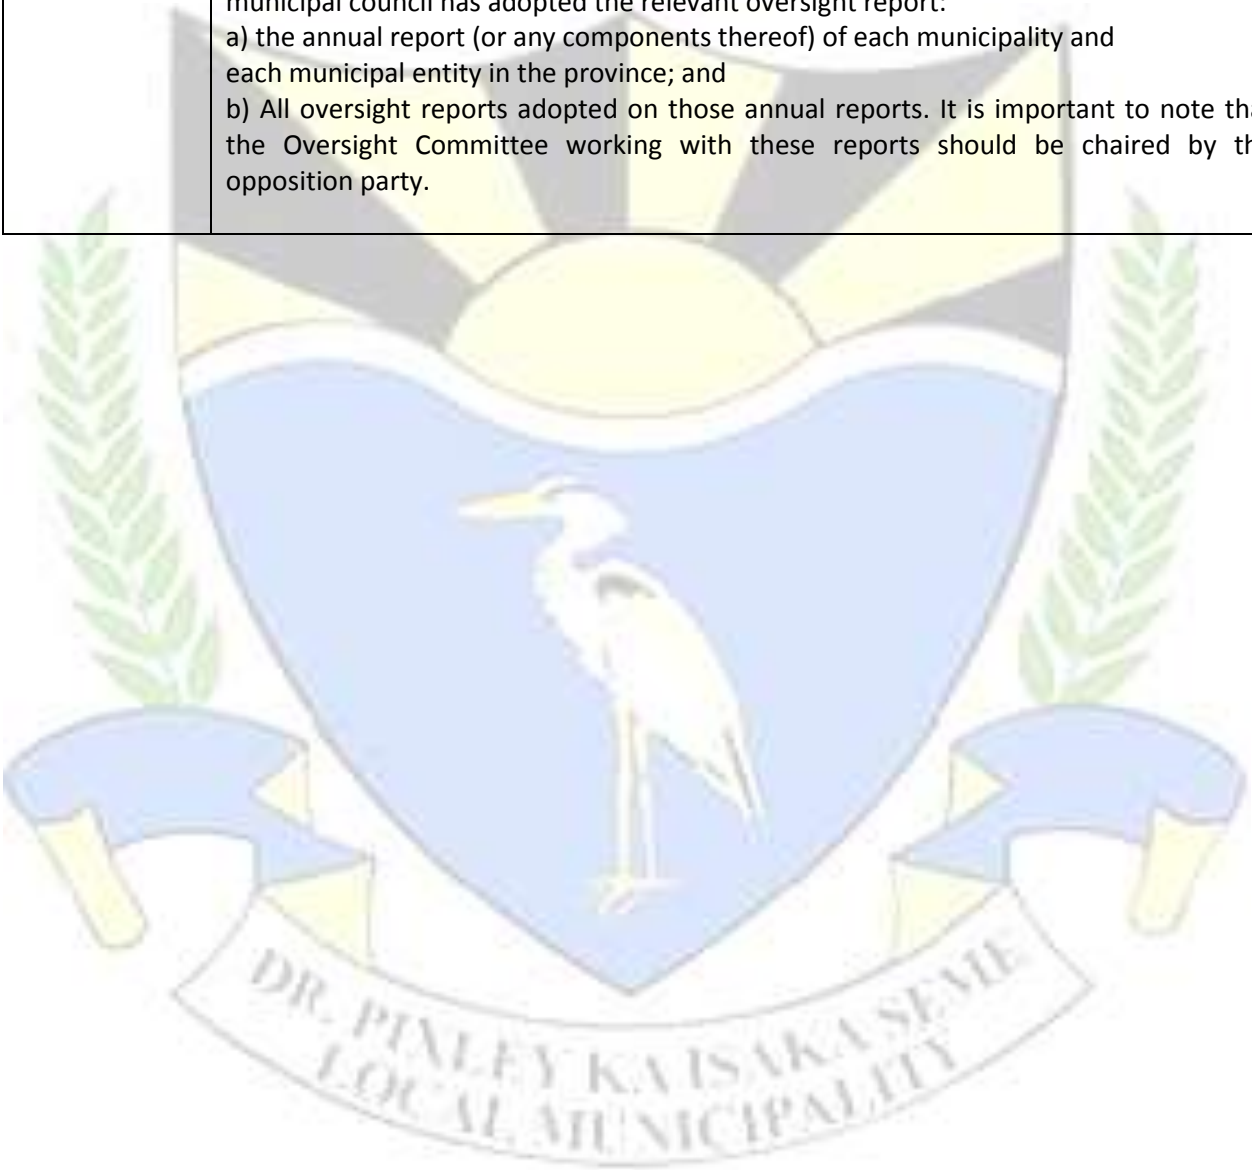 municipal council has adopted the relevant oversight report:
a) the annual report (or any components thereof) of each municipality and
each municipal entity in the province; and
b) All oversight reports adopted on those annual reports. It is important to note tha
the Oversight Committee working with these reports should be chaired by th
opposition party.
DR. PIXLEY KA ISAKA SEME
LOCAL MUNICIPALITY